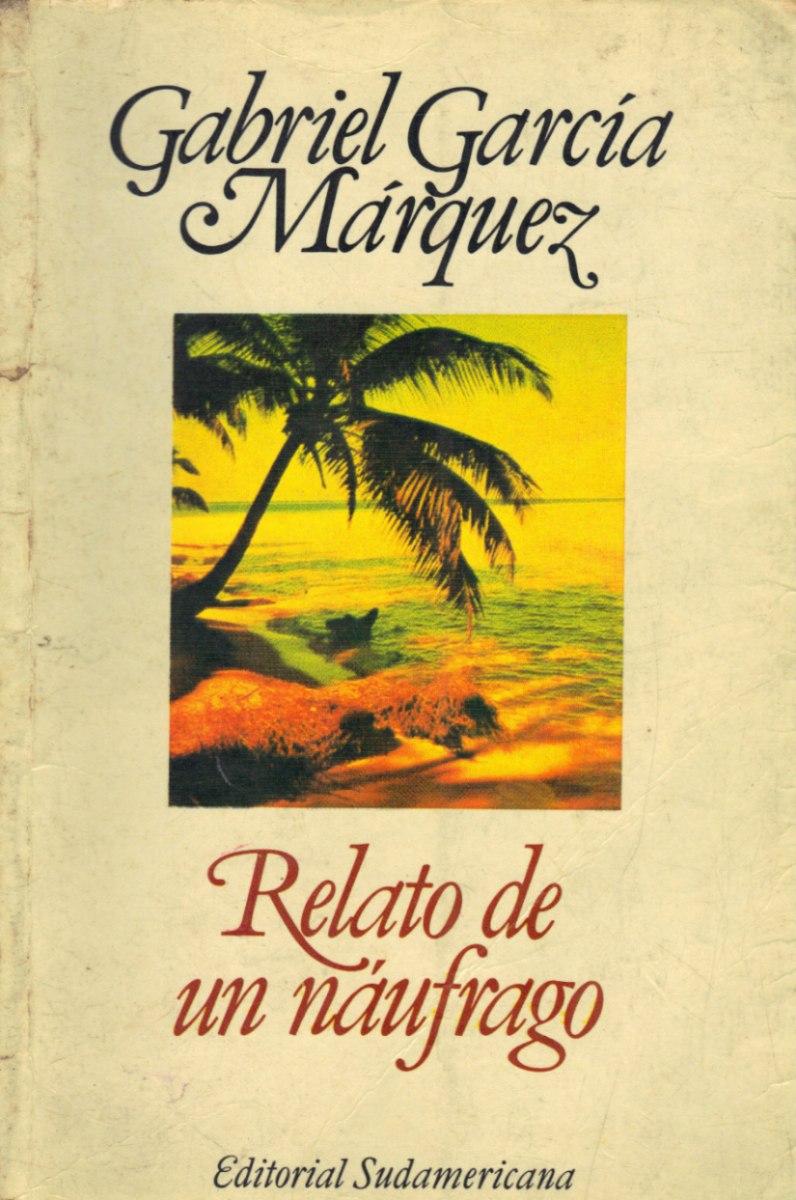 Gabriel García
Márquez
Relato de
un náufrago
Editorial Sudamericana